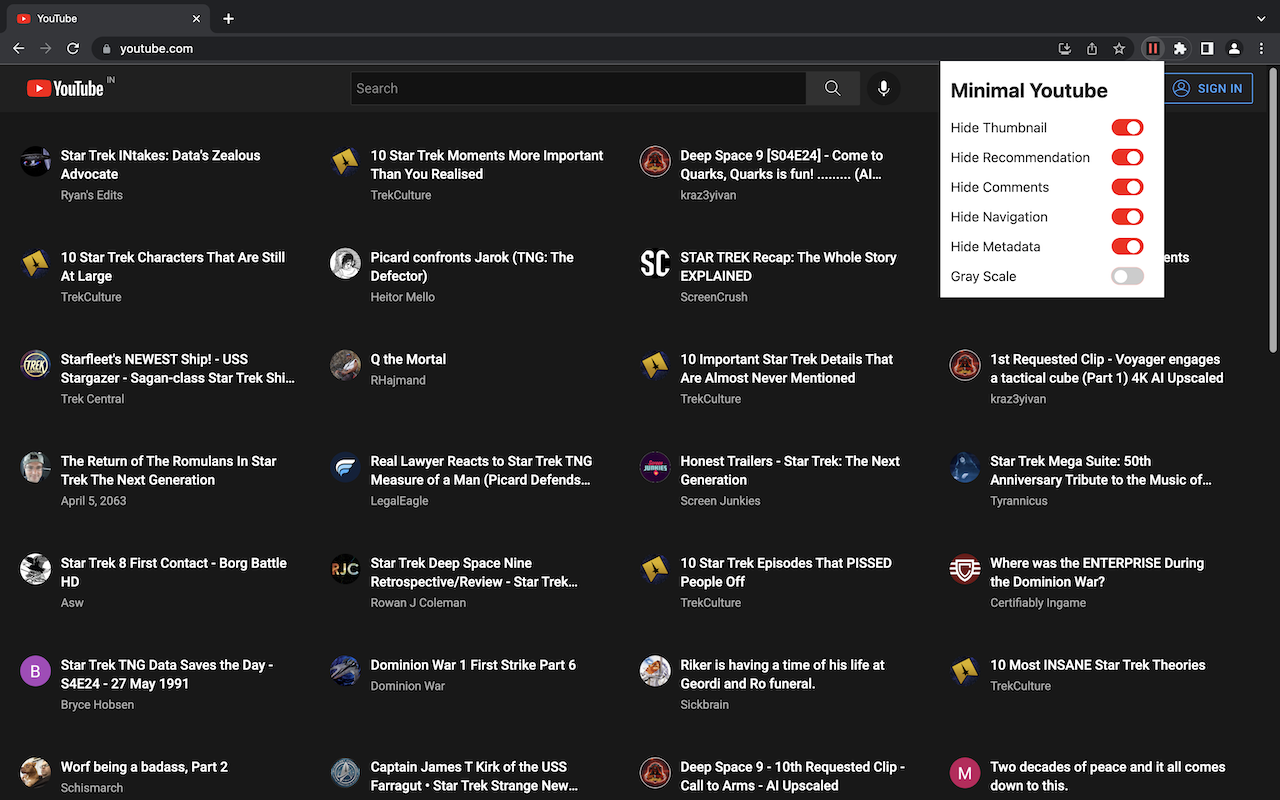 YouTube
youtube.com
YouTube IN
Search
SIGN IN
Minimal Youtube
Hide Thumbnail
Hide Recommendation
Hide Comments
Hide Navigation
Hide Metadata
Gray Scale
Star Trek INtakes: Data's Zealous
Advocate
Ryan's Edits
10 Star Trek Moments More Important
Than You Realised
TrekCulture
Deep Space 9 [S04E24] - Come to
Quarks, Quarks is fun! ......... (AI...
kraz3yivan
10 Star Trek Characters That Are Still
At Large
TrekCulture
Picard confronts Jarok (TNG: The
Defector)
Heitor Mello
SC
STAR TREK Recap: The Whole Story
EXPLAINED
ScreenCrush
ents
TREK
Starfleet's NEWEST Ship! - USS
Stargazer - Sagan-class Star Trek Shi...
Trek Central
Q the Mortal
RHajmand
10 Important Star Trek Details That
Are Almost Never Mentioned
TrekCulture
1st Requested Clip - Voyager engages
a tactical cube (Part 1) 4K AI Upscaled
kraz3yivan
The Return of The Romulans In Star
Trek The Next Generation
April 5, 2063
Real Lawyer Reacts to Star Trek TNG
Measure of a Man (Picard Defends...
LegalEagle
JUNKIES
Honest Trailers - Star Trek: The Next
Generation
Screen Junkies
Star Trek Mega Suite: 50th
Anniversary Tribute to the Music of...
Tyrannicus
Star Trek 8 First Contact - Borg Battle
HD
Asw
RJC
Star Trek Deep Space Nine
Retrospective/Review - Star Trek...
Rowan J Coleman
10 Star Trek Episodes That PISSED
People Off
TrekCulture
Where was the ENTERPRISE During
the Dominion War?
Certifiably Ingame
B
Star Trek TNG Data Saves the Day -
S4E24 - 27 May 1991
Bryce Hobsen
Dominion War 1 First Strike Part 6
Dominion War
Riker is having a time of his life at
Geordi and Ro funeral.
Sickbrain
10 Most INSANE Star Trek Theories
TrekCulture
Worf being a badass, Part 2
Schismarch
Captain James T Kirk of the USS
Farragut • Star Trek Strange New...
Deep Space 9 - 10th Requested Clip -
Call to Arms - AI Upscaled
M
Two decades of peace and it all comes
down to this.